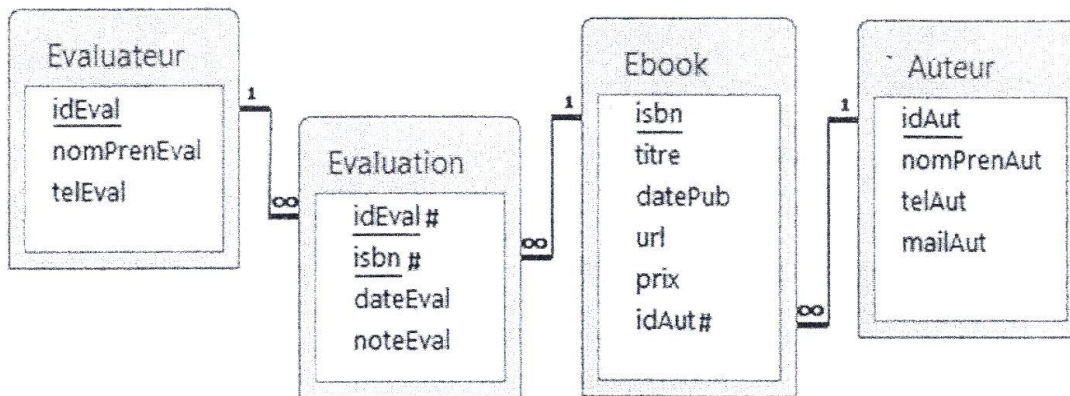 Evaluateur
idEval
nomPrenEval
telEval
1
∞
Evaluation
idEval #
isbn #
dateEval
noteEval
∞
1
Ebook
isbn
titre
datePub
url
prix
idAut#
∞
1
Auteur
idAut
nomPrenAut
telAut
mailAut